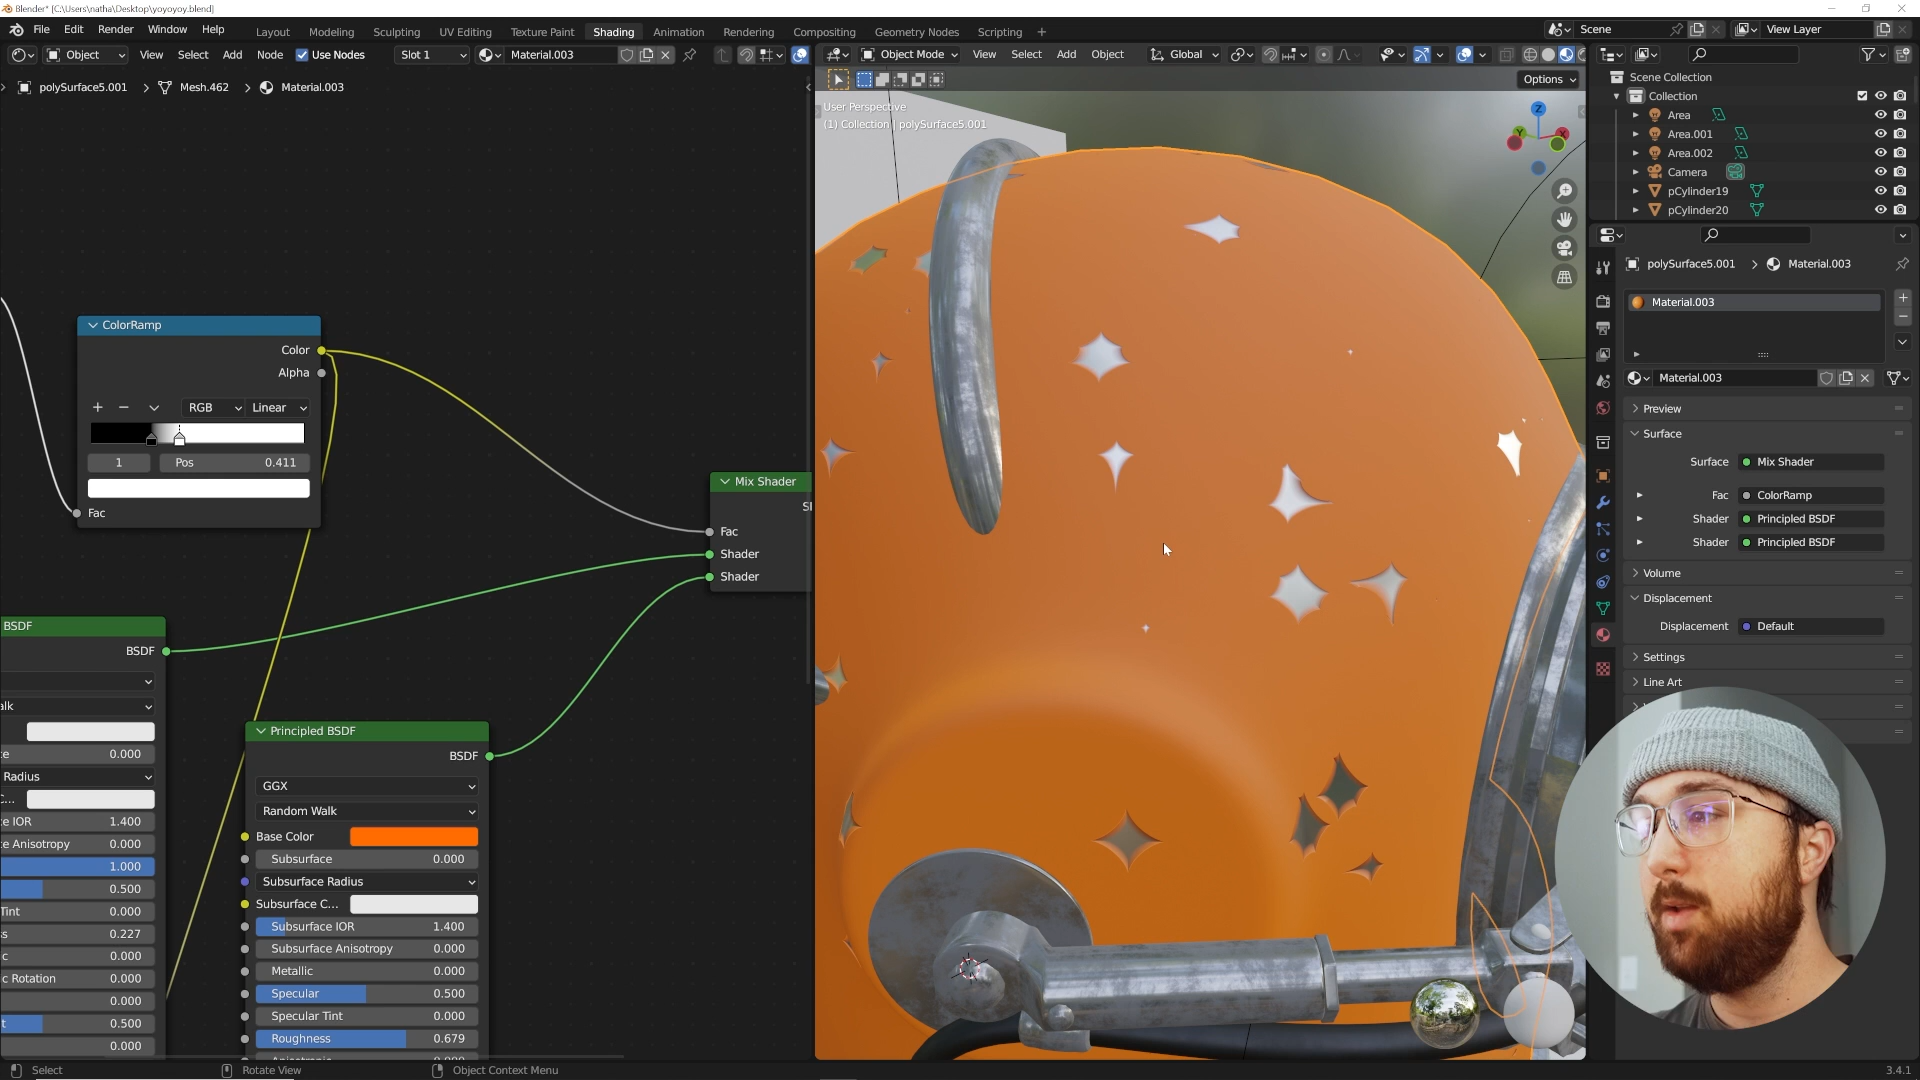 Blender* [C:\Users\natha\Desktop\yoyoyoy.blend]
File Edit Render Window Help Layout Modeling Sculpting UV Editing Texture Paint Shading Animation Rendering Compositing Geometry Nodes Scripting + Scene View Layer
Object View Select Add Node Use Nodes Slot 1 Material.003
Object Mode View Select Add Object Global
Options
polySurface5.001 > Mesh.462 > Material.003
User Perspective
(1) Collection | polySurface5.001
Z
Y
X
ColorRamp
Color
Alpha
RGB Linear
1 Pos 0.411
Fac
Mix Shader
Fac
Shader
Shader
BSDF
BSDF
alk
0.000
Radius
C...
e IOR 1.400
e Anisotropy 0.000
1.000
0.500
Tint 0.000
ss 0.227
c 0.000
c Rotation 0.000
0.000
t 0.500
0.000
Principled BSDF
BSDF
GGX
Random Walk
Base Color
Subsurface 0.000
Subsurface Radius
Subsurface C...
Subsurface IOR 1.400
Subsurface Anisotropy 0.000
Metallic 0.000
Specular 0.500
Specular Tint 0.000
Roughness 0.679
Scene Collection
Collection
Area
Area.001
Area.002
Camera
pCylinder19
pCylinder20
polySurface5.001 > Material.003
Material.003
Material.003
Preview
Surface
Surface Mix Shader
Fac ColorRamp
Shader Principled BSDF
Shader Principled BSDF
Volume
Displacement
Displacement Default
Settings
Line Art
Select Rotate View Object Context Menu 3.4.1